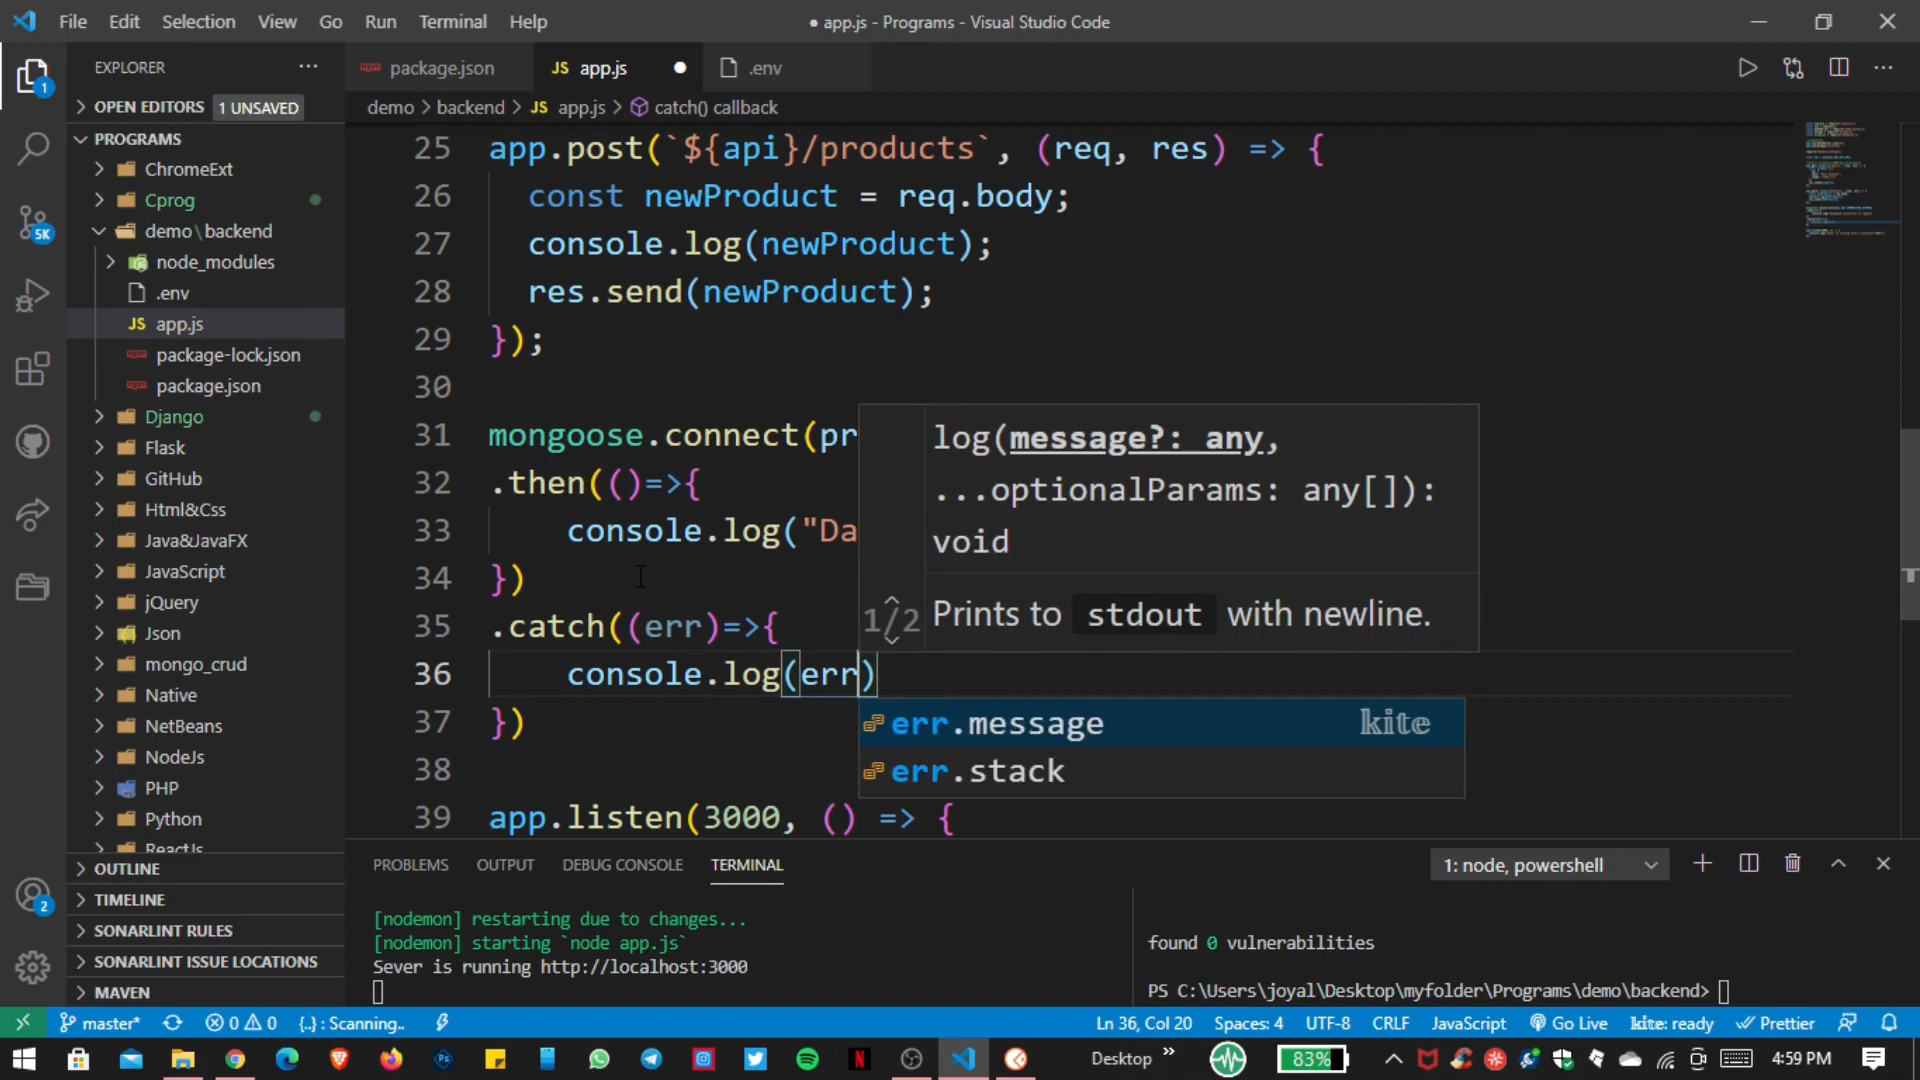 File Edit Selection View Go Run Terminal Help
● app.js - Programs - Visual Studio Code
EXPLORER
package.json
JS app.js
.env
OPEN EDITORS 1 UNSAVED
demo > backend > JS app.js > catch() callback
PROGRAMS
ChromeExt
Cprog
demo\backend
node_modules
.env
JS app.js
package-lock.json
package.json
Django
Flask
GitHub
Html&Css
Java&JavaFX
JavaScript
jQuery
Json
mongo_crud
Native
NetBeans
NodeJs
PHP
Python
ReactJs
OUTLINE
TIMELINE
SONARLINT RULES
SONARLINT ISSUE LOCATIONS
MAVEN
1
5K
2
25 app.post(`${api}/products`, (req, res) => {
26 const newProduct = req.body;
27 console.log(newProduct);
28 res.send(newProduct);
29 });
30
31 mongoose.connect(pr
32 .then(()=>{
33 console.log("Da
34 })
35 .catch((err)=>{
36 console.log(err)
37 })
38
39 app.listen(3000, () => {
log(message?: any,
...optionalParams: any[]):
void
1/2 Prints to stdout with newline.
err.message kite
err.stack
PROBLEMS OUTPUT DEBUG CONSOLE TERMINAL
1: node, powershell
[nodemon] restarting due to changes...
[nodemon] starting `node app.js`
Sever is running http://localhost:3000
found 0 vulnerabilities
PS C:\Users\joyal\Desktop\myfolder\Programs\demo\backend>
master* 0 0 {..} : Scanning..
Ln 36, Col 20 Spaces: 4 UTF-8 CRLF JavaScript Go Live kite: ready Prettier
Desktop » 83% 4:59 PM